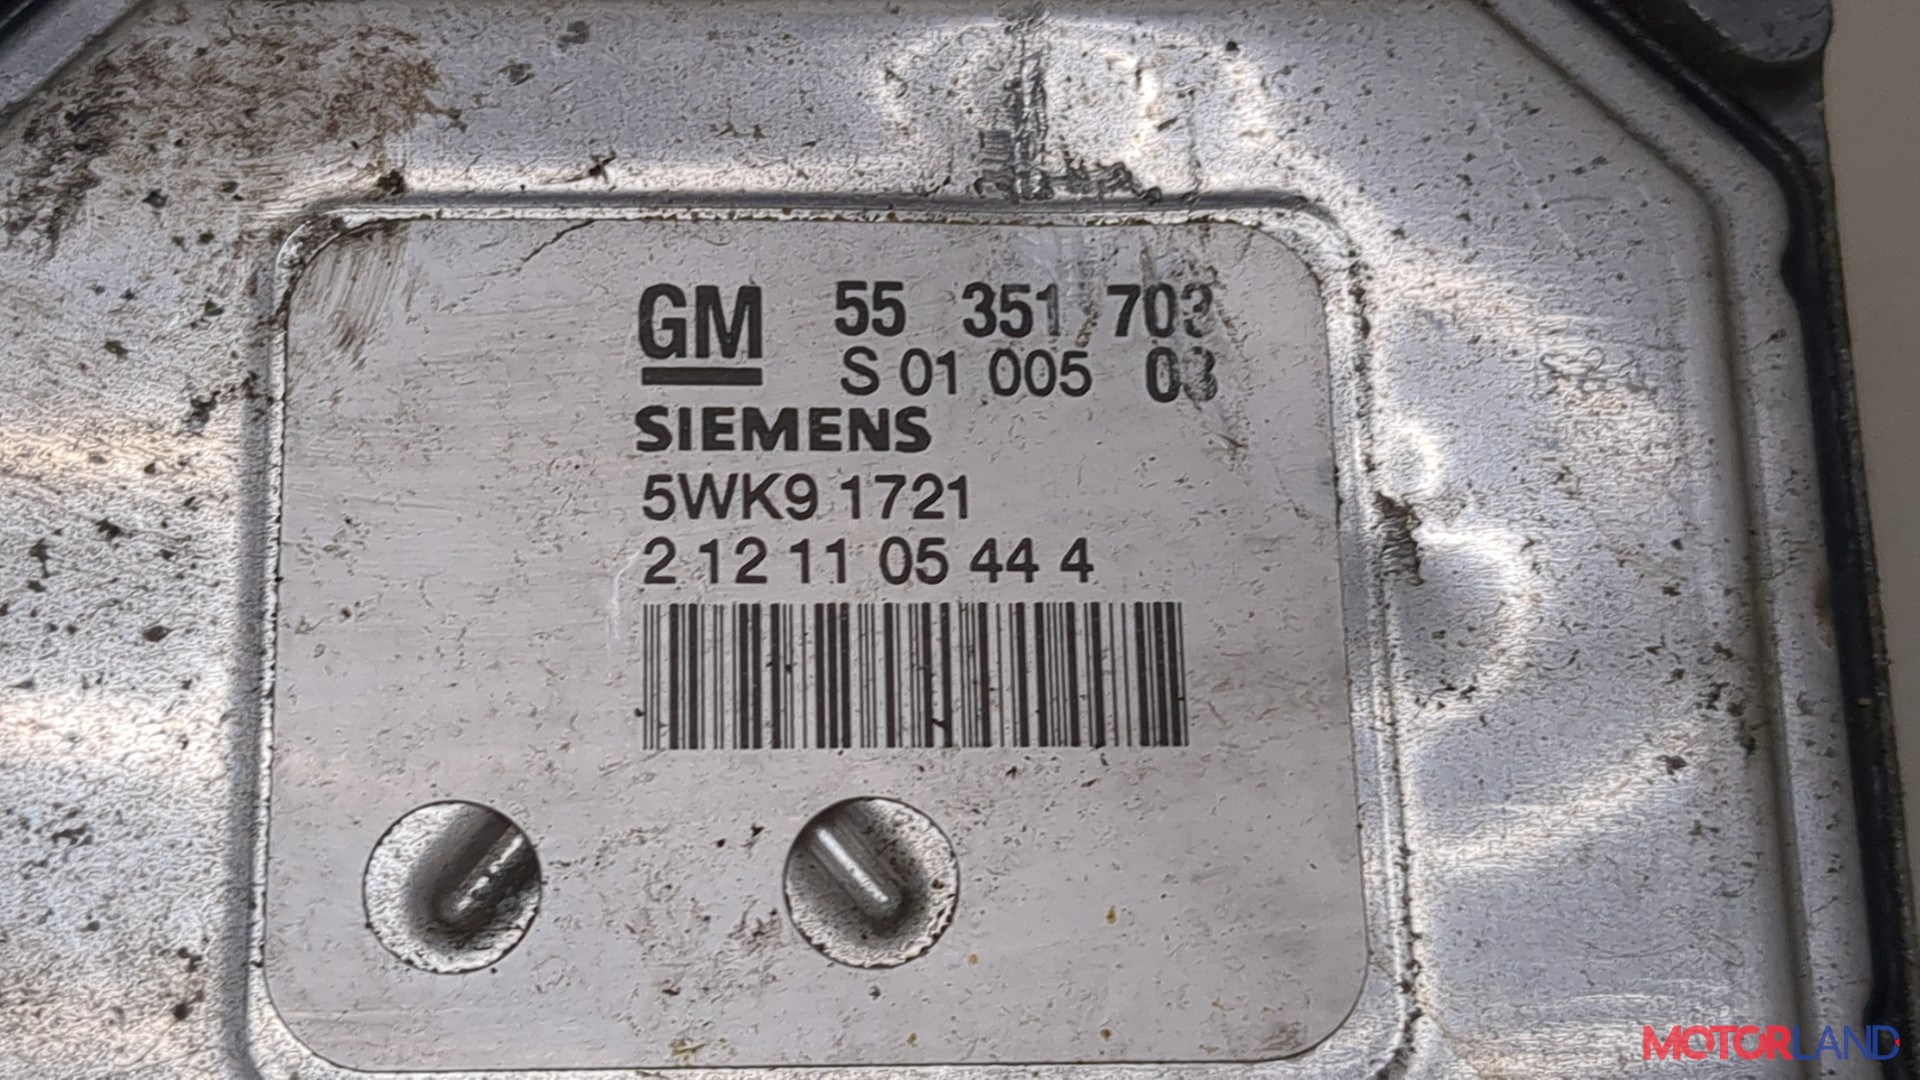 GM 55 351 703
S 01 005 03
SIEMENS
5WK9 1721
2 12 11 05 44 4
MOTORLAND